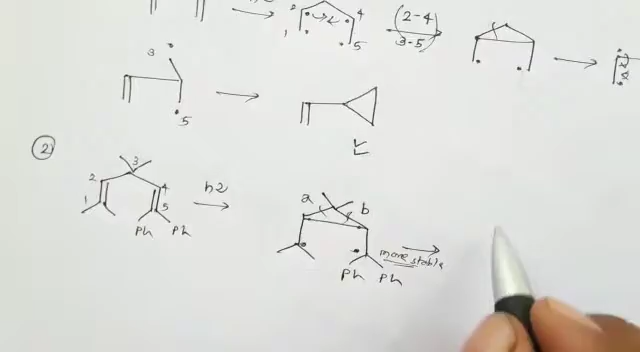 2 4 (2-4)
1 5 3-5)
3
5
2)
3
2 4 hν a b
1 5
Ph Ph more stable
Ph Ph